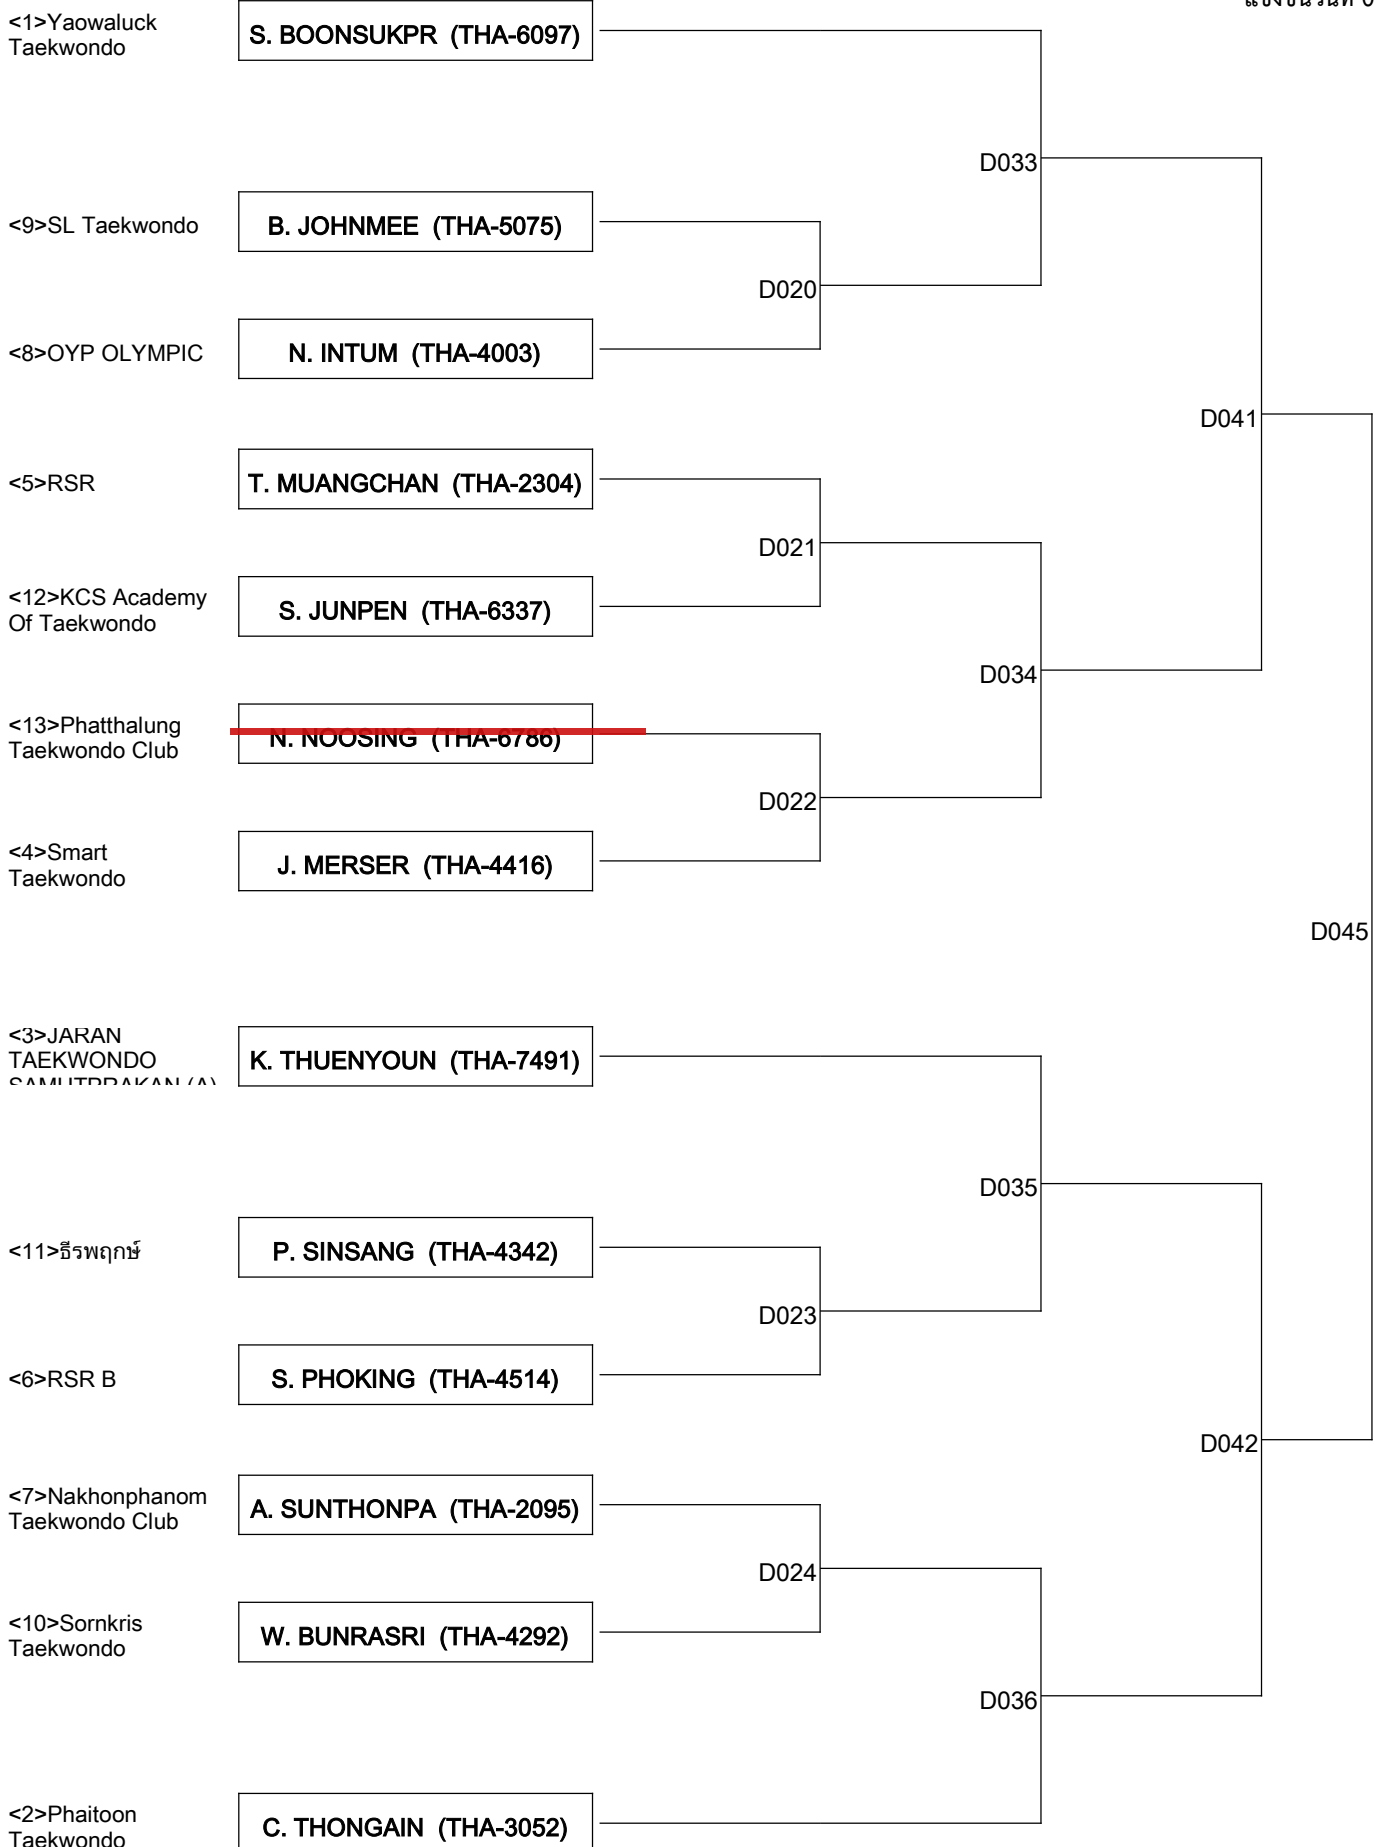 <1>Yaowaluck
Taekwondo
S. BOONSUKPR (THA-6097)
D033
<9>SL Taekwondo
B. JOHNMEE (THA-5075)
D020
<8>OYP OLYMPIC
N. INTUM (THA-4003)
D041
<5>RSR
T. MUANGCHAN (THA-2304)
D021
<12>KCS Academy
Of Taekwondo
S. JUNPEN (THA-6337)
D034
<13>Phatthalung
Taekwondo Club
N. NOOSING (THA-6786)
D022
<4>Smart
Taekwondo
J. MERSER (THA-4416)
D045
<3>JARAN
TAEKWONDO
SAMUTPRAKAN (A)
K. THUENYOUN (THA-7491)
D035
<11>ธีรพฤกษ์
P. SINSANG (THA-4342)
D023
<6>RSR B
S. PHOKING (THA-4514)
D042
<7>Nakhonphanom
Taekwondo Club
A. SUNTHONPA (THA-2095)
D024
<10>Sornkris
Taekwondo
W. BUNRASRI (THA-4292)
D036
<2>Phaitoon
Taekwondo
C. THONGAIN (THA-3052)